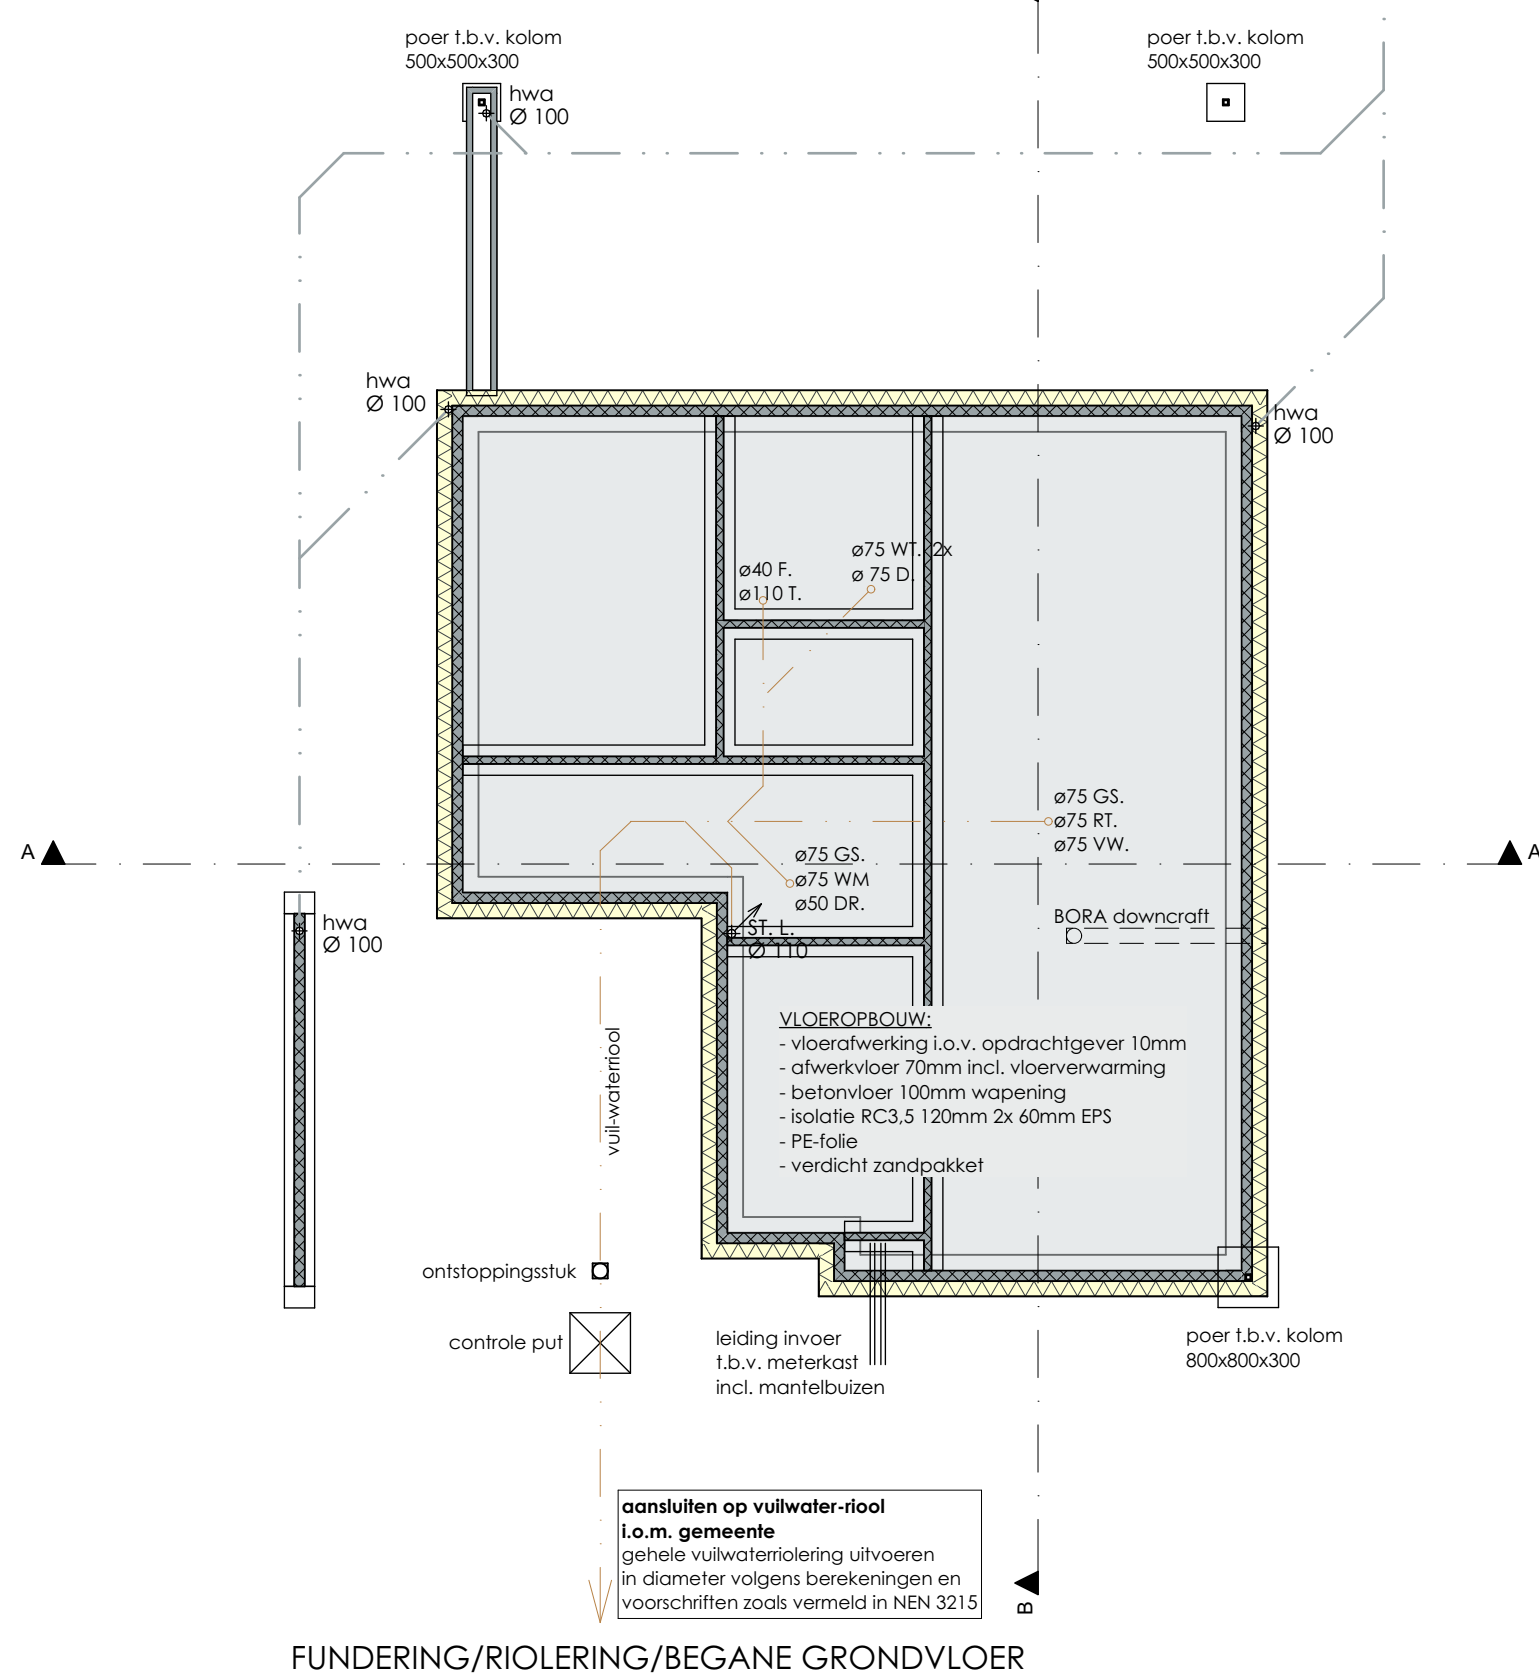 poer t.b.v. kolom
500x500x300
poer t.b.v. kolom
500x500x300
hwa
Ø 100
hwa
Ø 100
hwa
Ø 100
ø75 WT. 2x
ø 75 D.
ø40 F.
ø110 T.
ø75 GS.
ø75 RT.
ø75 VW.
A
A
ø75 GS.
ø75 WM
ø50 DR.
hwa
Ø 100
ST. L.
Ø 110
BORA downcraft
VLOEROPBOUW:
- vloerafwerking i.o.v. opdrachtgever 10mm
- afwerkvloer 70mm incl. vloerverwarming
- betonvloer 100mm wapening
- isolatie RC3,5 120mm 2x 60mm EPS
- PE-folie
- verdicht zandpakket
vuil-waterriool
ontstoppingsstuk
controle put
leiding invoer
t.b.v. meterkast
incl. mantelbuizen
poer t.b.v. kolom
800x800x300
aansluiten op vuilwater-riool
i.o.m. gemeente
gehele vuilwaterriolering uitvoeren
in diameter volgens berekeningen en
voorschriften zoals vermeld in NEN 3215
B
FUNDERING/RIOLERING/BEGANE GRONDVLOER